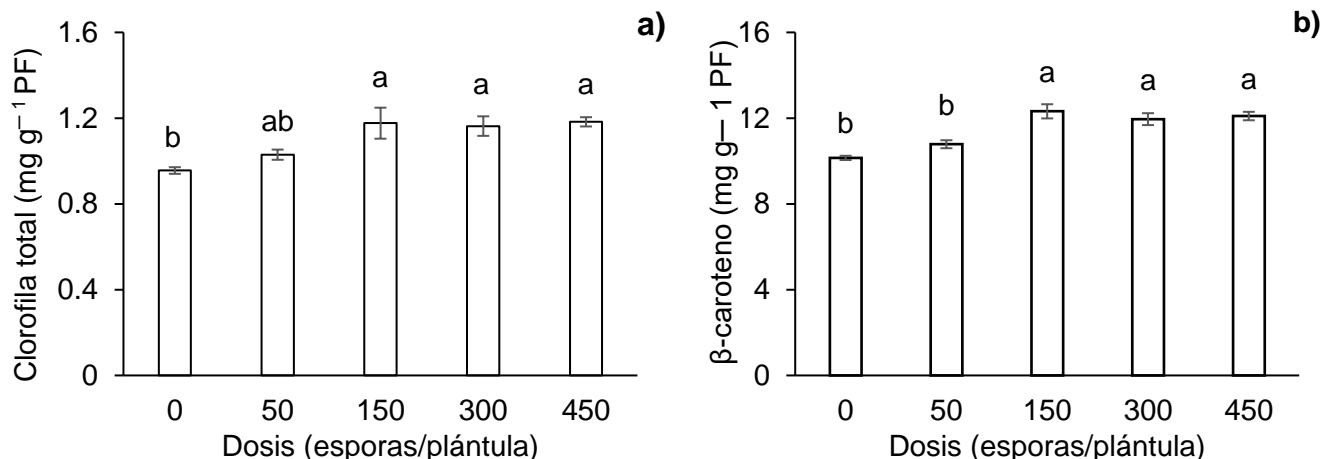 a)
Clorofila total (mg g⁻¹ PF)
1.6
1.2
0.8
0.4
0
b
ab
a
a
a
0 50 150 300 450
Dosis (esporas/plántula)
b)
β-caroteno (mg g— 1 PF)
16
12
8
4
0
b
b
a
a
a
0 50 150 300 450
Dosis (esporas/plántula)